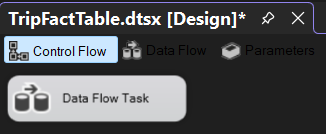 TripFactTable.dtsx [Design]*
Control Flow Data Flow Parameters
Data Flow Task